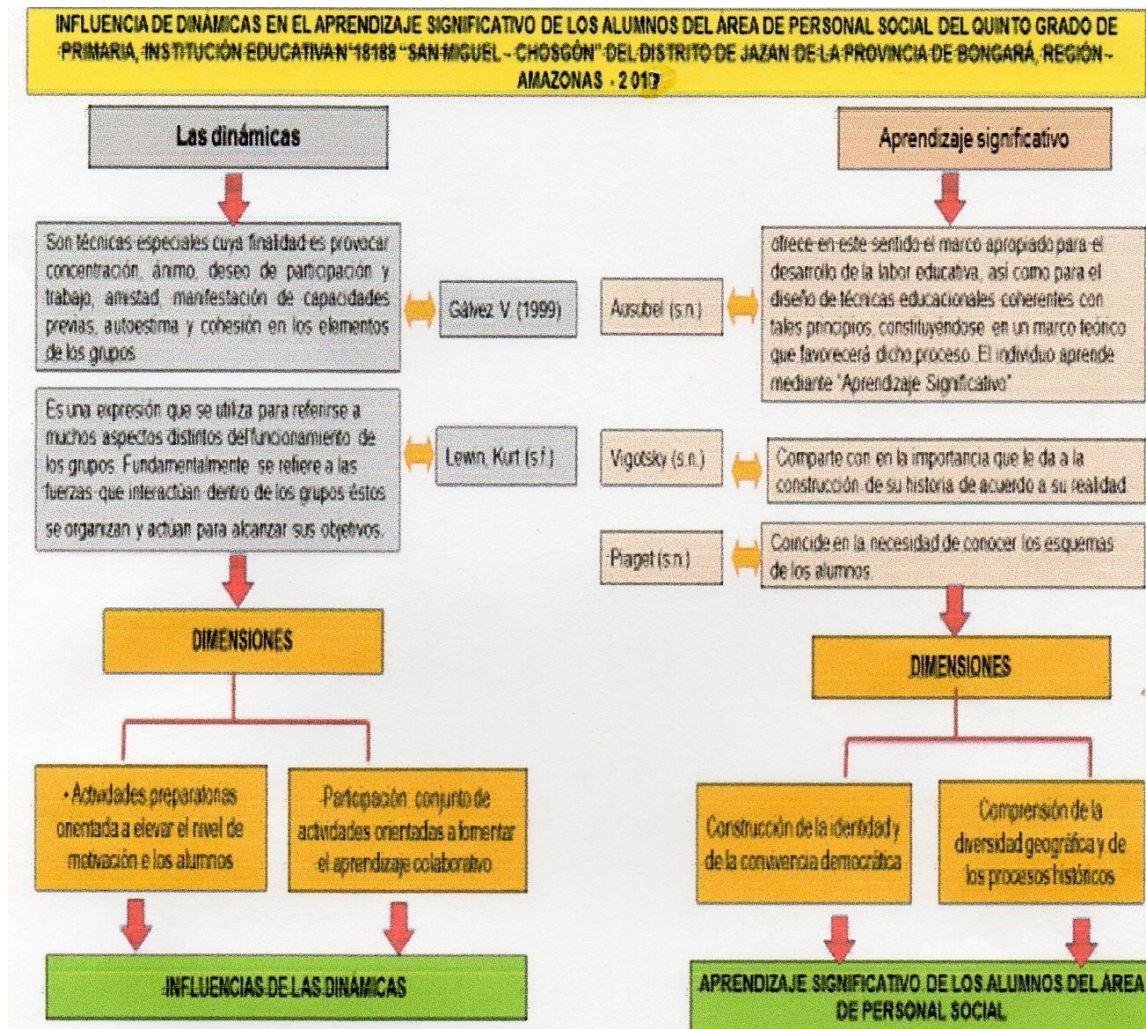 INFLUENCIA DE DINÁMICAS EN EL APRENDIZAJE SIGNIFICATIVO DE LOS ALUMNOS DEL ÁREA DE PERSONAL SOCIAL DEL QUINTO GRADO DE
PRIMARIA, INSTITUCIÓN EDUCATIVA N°18188 "SAN MIGUEL - CHOSGÓN" DEL DISTRITO DE JAZAN DE LA PROVINCIA DE BONGARÁ, REGIÓN -
AMAZONAS - 2 01
Las dinámicas
Son técnicas especiales cuya finalidad es provocar
concentración, ánimo, deseo de participación y
trabajo, amistad, manifestación de capacidades
previas, autoestima y cohesión en los elementos
de los grupos
Gálvez V. (1999)
Es una expresión que se utiliza para referirse a
muchos aspectos distintos del funcionamiento de
los grupos. Fundamentalmente se refiere a las
fuerzas que interactúan dentro de los grupos éstos
se organizan y actúan para alcanzar sus objetivos.
Lewin, Kurt (s.f.)
DIMENSIONES
- Actividades preparatorias
orientada a elevar el nivel de
motivación e los alumnos
-Participación conjunto de
actividades orientadas a fomentar
el aprendizaje colaborativo
INFLUENCIAS DE LAS DINÁMICAS
Aprendizaje significativo
Ausubel (s.n.)
ofrece en este sentido el marco apropiado para el
desarrollo de la labor educativa, así como para el
diseño de técnicas educacionales coherentes con
tales principios, constituyéndose en un marco teórico
que favorecerá dicho proceso. El individuo aprende
mediante "Aprendizaje Significativo"
Vigotsky (s.n.)
Comparte con en la importancia que le da a la
construcción de su historia de acuerdo a su realidad.
Piaget (s.n.)
Coincide en la necesidad de conocer los esquemas
de los alumnos.
DIMENSIONES
Construcción de la identidad y
de la convivencia democrática
Comprensión de la
diversidad geográfica y de
los procesos históricos
APRENDIZAJE SIGNIFICATIVO DE LOS ALUMNOS DEL ÁREA
DE PERSONAL SOCIAL